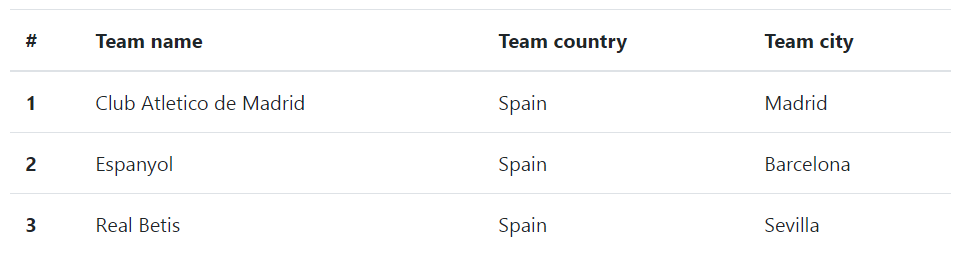 # Team name Team country Team city
1 Club Atletico de Madrid Spain Madrid
2 Espanyol Spain Barcelona
3 Real Betis Spain Sevilla